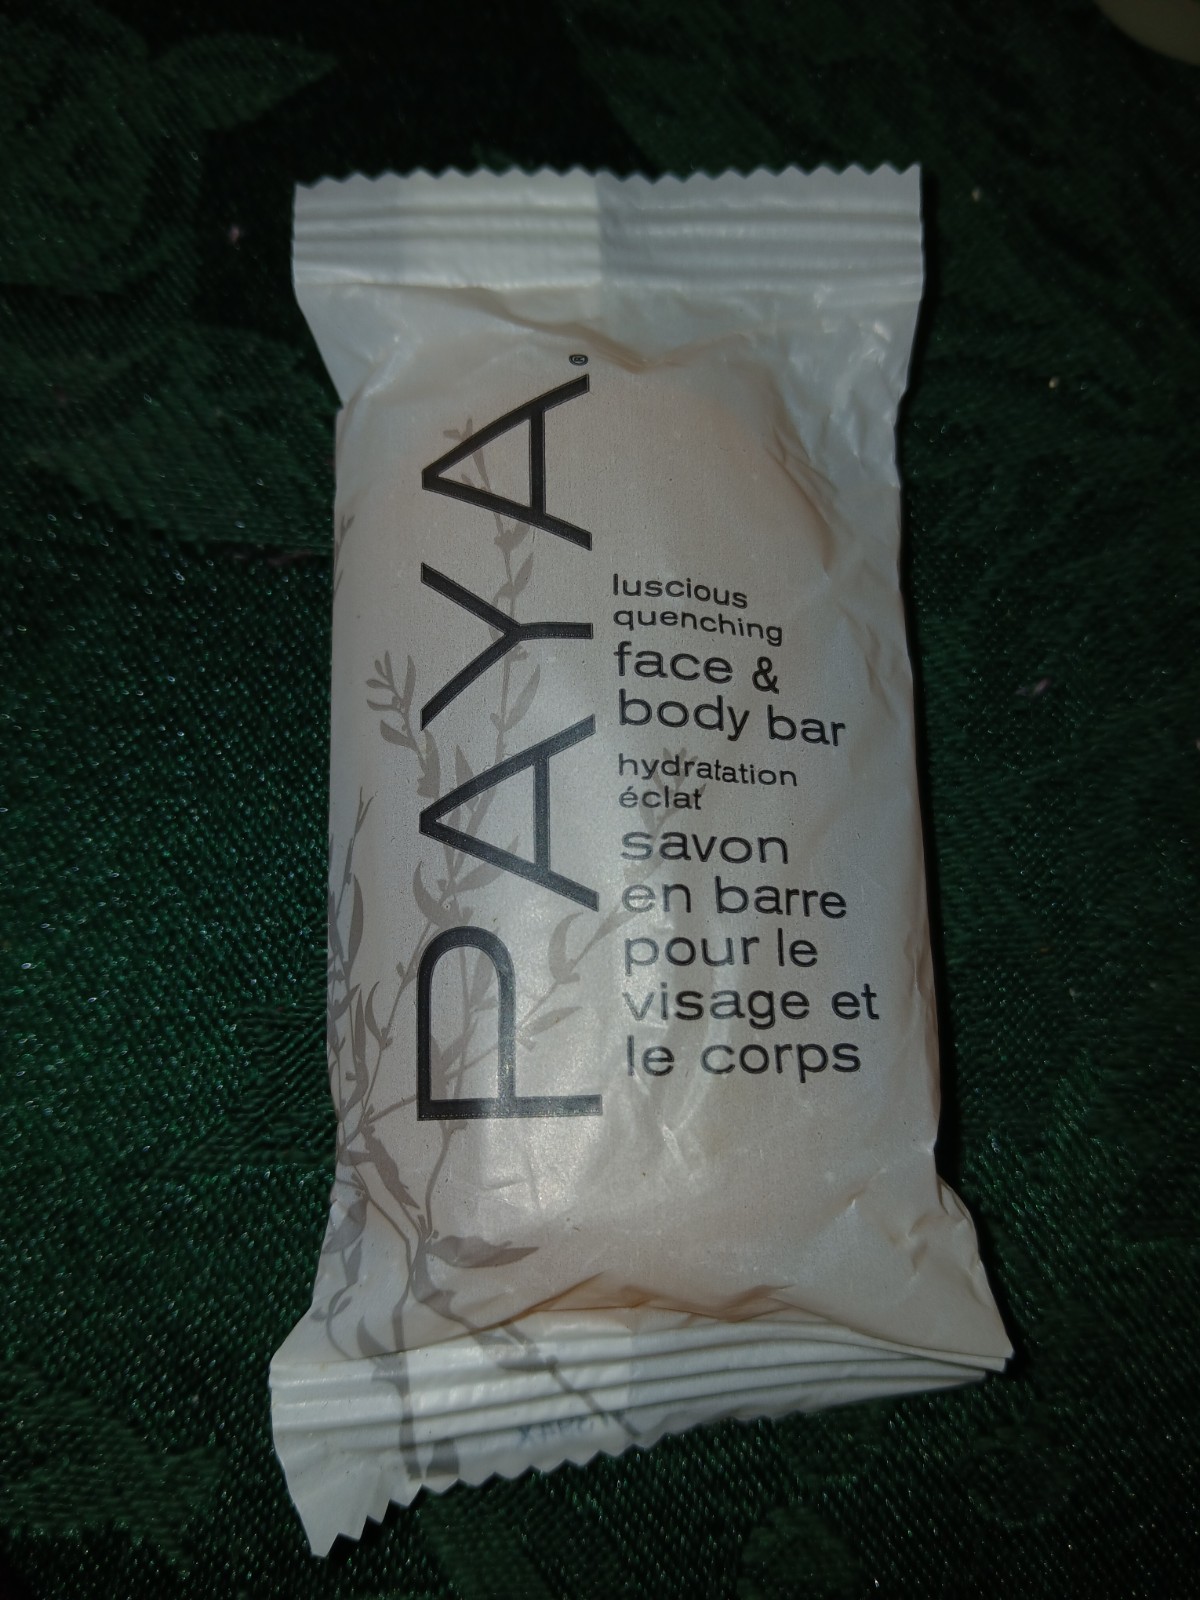 PAYA®
luscious
quenching
face &
body bar
hydratation
éclat
savon
en barre
pour le
visage et
le corps